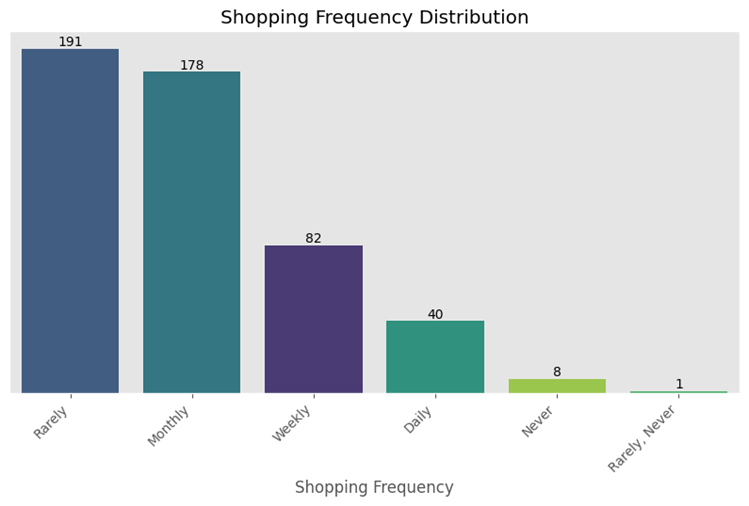 Shopping Frequency Distribution
191
178
82
40
8
1
Rarely
Monthly
Weekly
Daily
Never
Rarely, Never
Shopping Frequency